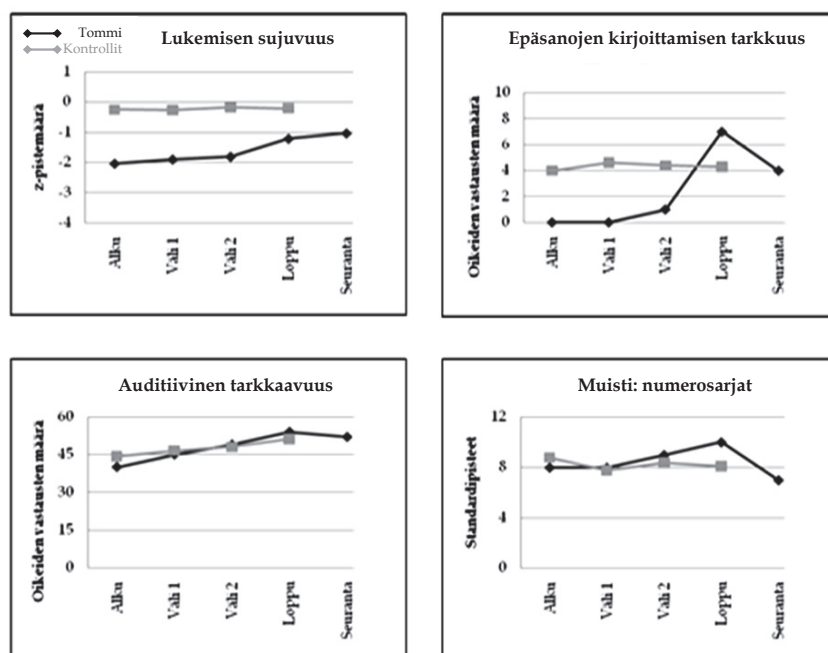 Tommi
Kontrollit
Lukemisen sujuvuus
z-pistemäärä
1
0
-1
-2
-3
-4
Alku
Väli 1
Väli 2
Loppu
Seuranta
Epäsanojen kirjoittamisen tarkkuus
Oikeiden vastausten määrä
10
8
6
4
2
0
Alku
Väli 1
Väli 2
Loppu
Seuranta
Auditiivinen tarkkaavuus
Oikeiden vastausten määrä
60
45
30
15
0
Alku
Väli 1
Väli 2
Loppu
Seuranta
Muisti: numerosarjat
Standardipisteet
12
8
4
0
Alku
Väli 1
Väli 2
Loppu
Seuranta